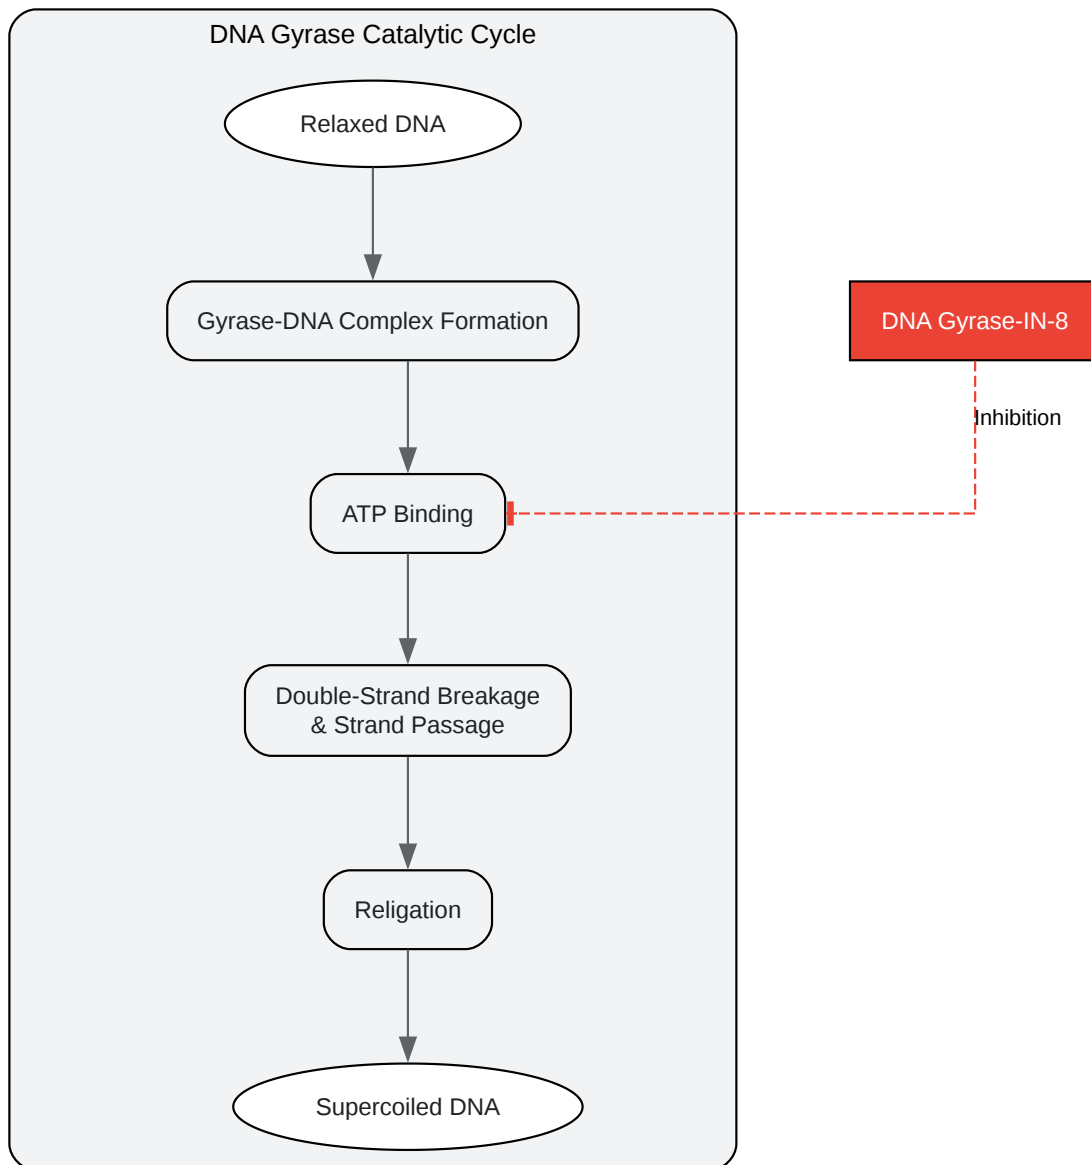 DNA Gyrase Catalytic Cycle
Relaxed DNA
Gyrase-DNA Complex Formation
DNA Gyrase-IN-8
Inhibition
ATP Binding
Double-Strand Breakage
& Strand Passage
Religation
Supercoiled DNA